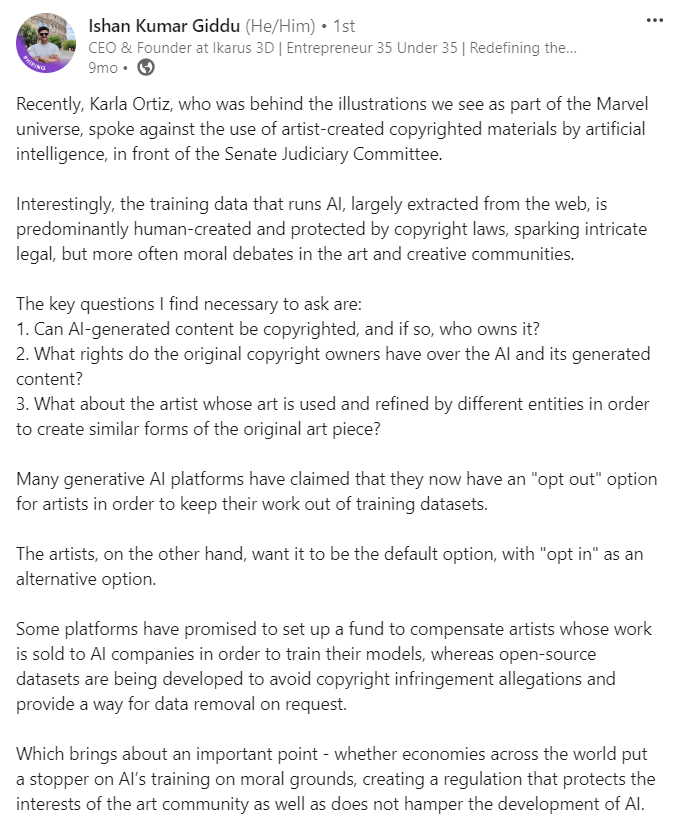 Ishan Kumar Giddu (He/Him) • 1st
CEO & Founder at Ikarus 3D | Entrepreneur 35 Under 35 | Redefining the...
9mo •
#HIRING
Recently, Karla Ortiz, who was behind the illustrations we see as part of the Marvel
universe, spoke against the use of artist-created copyrighted materials by artificial
intelligence, in front of the Senate Judiciary Committee.
Interestingly, the training data that runs AI, largely extracted from the web, is
predominantly human-created and protected by copyright laws, sparking intricate
legal, but more often moral debates in the art and creative communities.
The key questions I find necessary to ask are:
1. Can AI-generated content be copyrighted, and if so, who owns it?
2. What rights do the original copyright owners have over the AI and its generated
content?
3. What about the artist whose art is used and refined by different entities in order
to create similar forms of the original art piece?
Many generative AI platforms have claimed that they now have an "opt out" option
for artists in order to keep their work out of training datasets.
The artists, on the other hand, want it to be the default option, with "opt in" as an
alternative option.
Some platforms have promised to set up a fund to compensate artists whose work
is sold to AI companies in order to train their models, whereas open-source
datasets are being developed to avoid copyright infringement allegations and
provide a way for data removal on request.
Which brings about an important point - whether economies across the world put
a stopper on AI's training on moral grounds, creating a regulation that protects the
interests of the art community as well as does not hamper the development of AI.